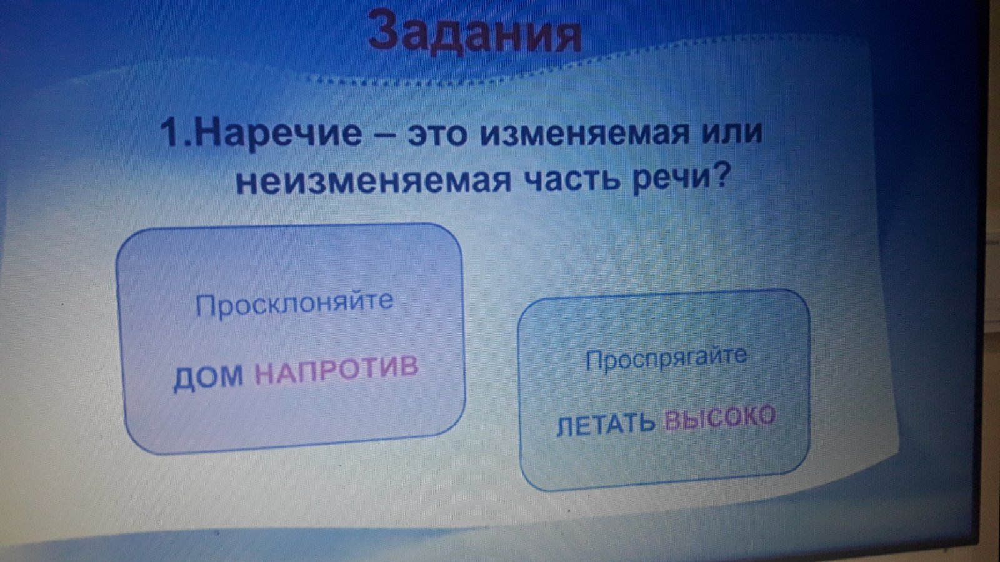 Задания
1.Наречие – это изменяемая или
неизменяемая часть речи?
Просклоняйте
ДОМ НАПРОТИВ
Проспрягайте
ЛЕТАТЬ ВЫСОКО